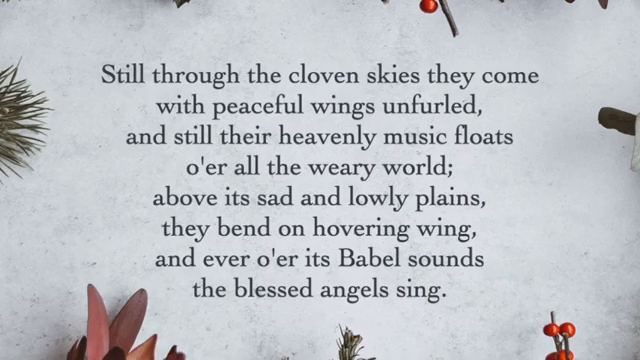 Still through the cloven skies they come
with peaceful wings unfurled,
and still their heavenly music floats
o'er all the weary world;
above its sad and lowly plains,
they bend on hovering wing,
and ever o'er its Babel sounds
the blessed angels sing.